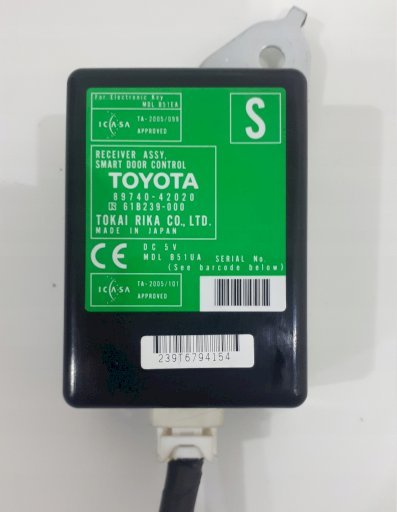 For Electronic Key
MDL B51EA
ICASA
TA-2005/099
APPROVED
S
RECEIVER ASSY,
SMART DOOR CONTROL
TOYOTA
89740-42020
R 61B239-000
TOKAI RIKA CO., LTD.
MADE IN JAPAN
CE
DC 5V
MDL B51UA SERIAL No.
(See barcode below)
ICASA
TA-2005/101
APPROVED
239T6794154